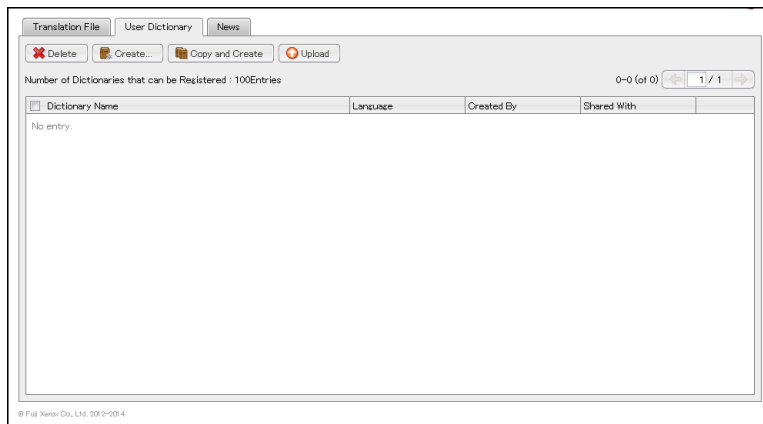 Translation File User Dictionary News
Delete Create... Copy and Create Upload
Number of Dictionaries that can be Registered : 100Entries 0-0 (of 0) 1 / 1
Dictionary Name Language Created By Shared With
No entry.
© Fuji Xerox Co., Ltd. 2012-2014